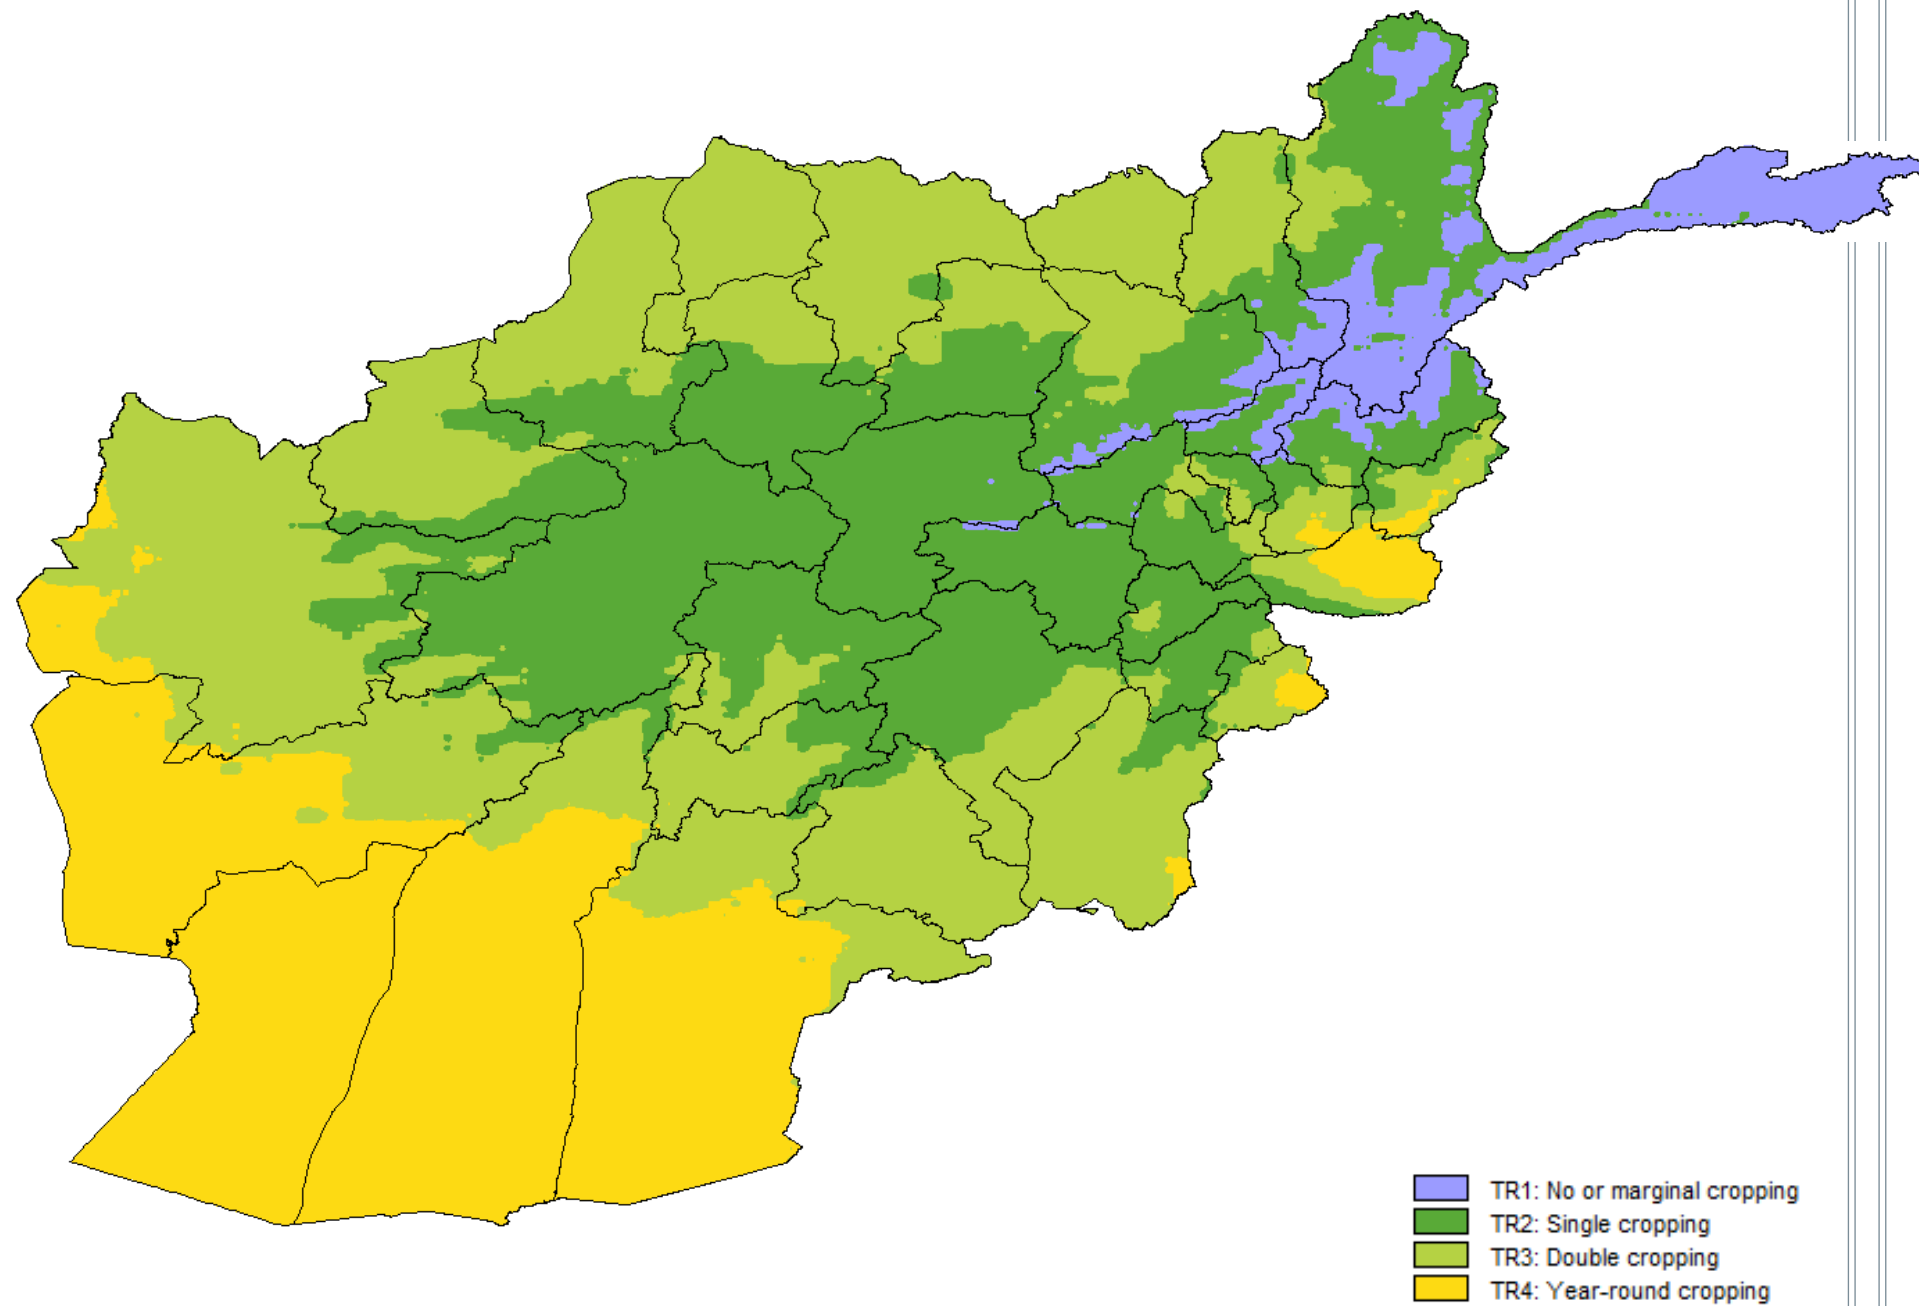 TR1: No or marginal cropping
TR2: Single cropping
TR3: Double cropping
TR4: Year-round cropping